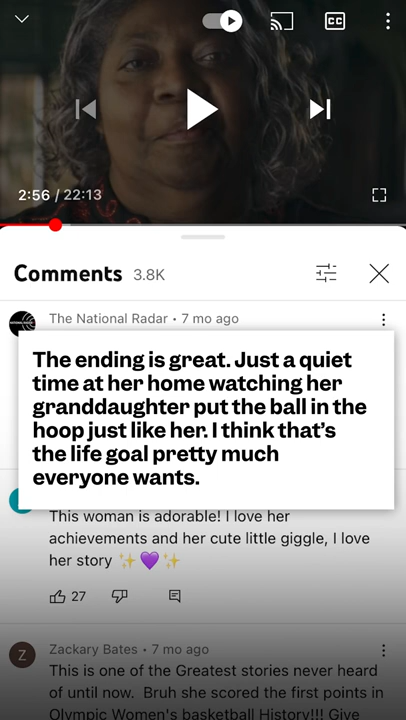 CC
2:56 / 22:13
Comments 3.8K
The National Radar • 7 mo ago
The ending is great. Just a quiet
time at her home watching her
granddaughter put the ball in the
hoop just like her. I think that's
the life goal pretty much
everyone wants.
This woman is adorable! I love her
achievements and her cute little giggle, I love
her story ✨💜✨
27
Z
Zackary Bates • 7 mo ago
This is one of the Greatest stories never heard
of until now. Bruh she scored the first points in
Olympic Women's basketball History!!! Give